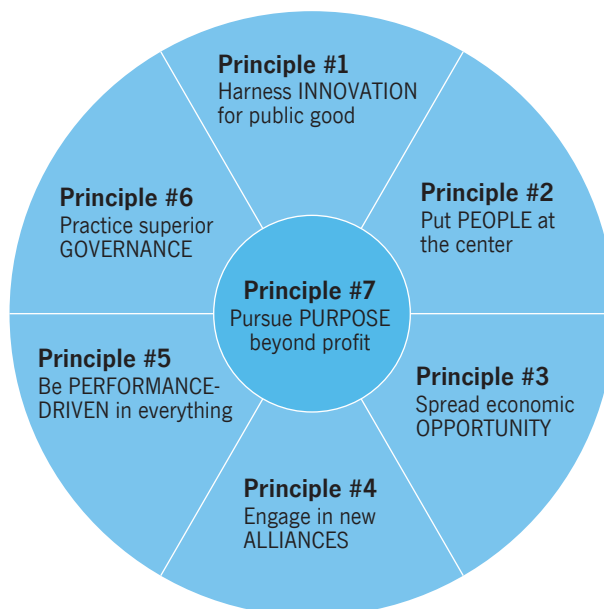 Principle #1
Harness INNOVATION
for public good
Principle #2
Put PEOPLE at
the center
Principle #3
Spread economic
OPPORTUNITY
Principle #4
Engage in new
ALLIANCES
Principle #5
Be PERFORMANCE-
DRIVEN in everything
Principle #6
Practice superior
GOVERNANCE
Principle #7
Pursue PURPOSE
beyond profit